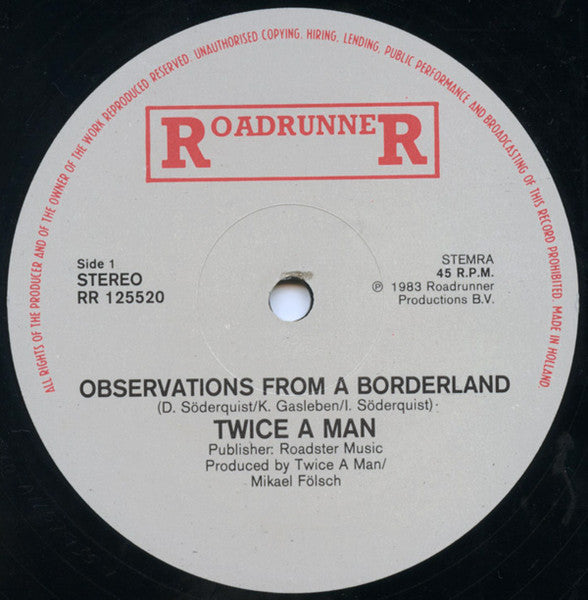 ALL RIGHTS OF THE PRODUCER AND OF THE OWNER OF THE WORK REPRODUCED RESERVED. UNAUTHORISED COPYING, HIRING, LENDING, PUBLIC PERFORMANCE AND BROADCASTING OF THIS RECORD PROHIBITED. MADE IN HOLLAND
ROADRUNNER
Side 1
STEREO
RR 125520
STEMRA
45 R.P.M.
℗ 1983 Roadrunner
Productions B.V.
OBSERVATIONS FROM A BORDERLAND
(D. Söderquist/K. Gasleben/I. Söderquist)
TWICE A MAN
Publisher: Roadster Music
Produced by Twice A Man/
Mikael Fölsch